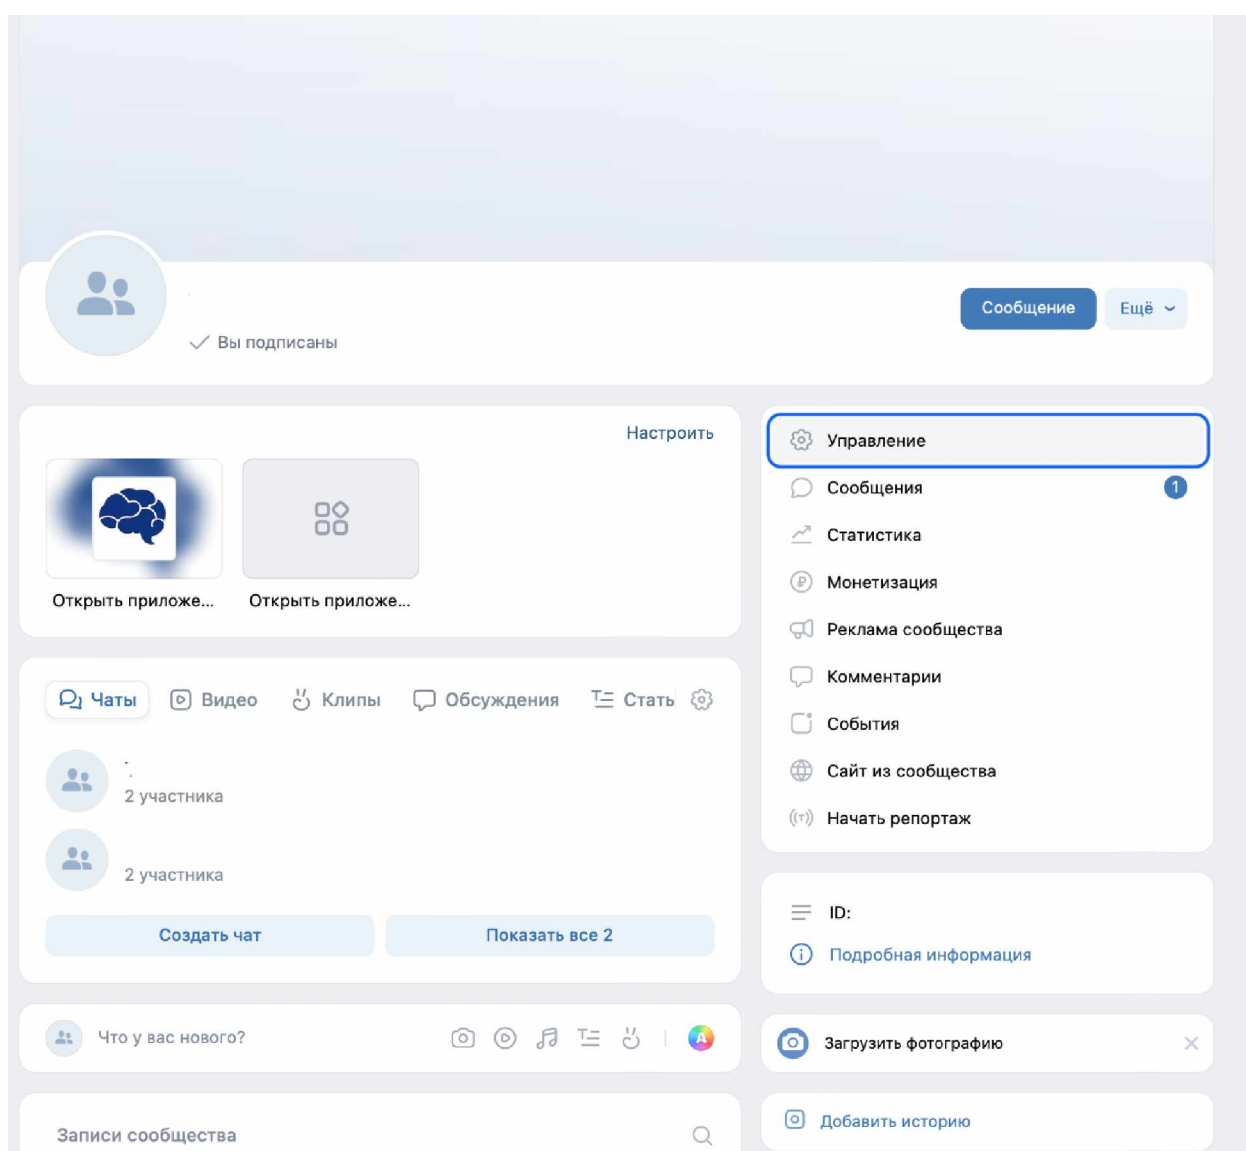 Сообщение
Ещё
Вы подписаны
Настроить
Открыть приложе...
Открыть приложе...
Чаты
Видео
Клипы
Обсуждения
Стать
2 участника
2 участника
Создать чат
Показать все 2
Что у вас нового?
Записи сообщества
Управление
Сообщения
1
Статистика
Монетизация
Реклама сообщества
Комментарии
События
Сайт из сообщества
Начать репортаж
ID:
Подробная информация
Загрузить фотографию
Добавить историю